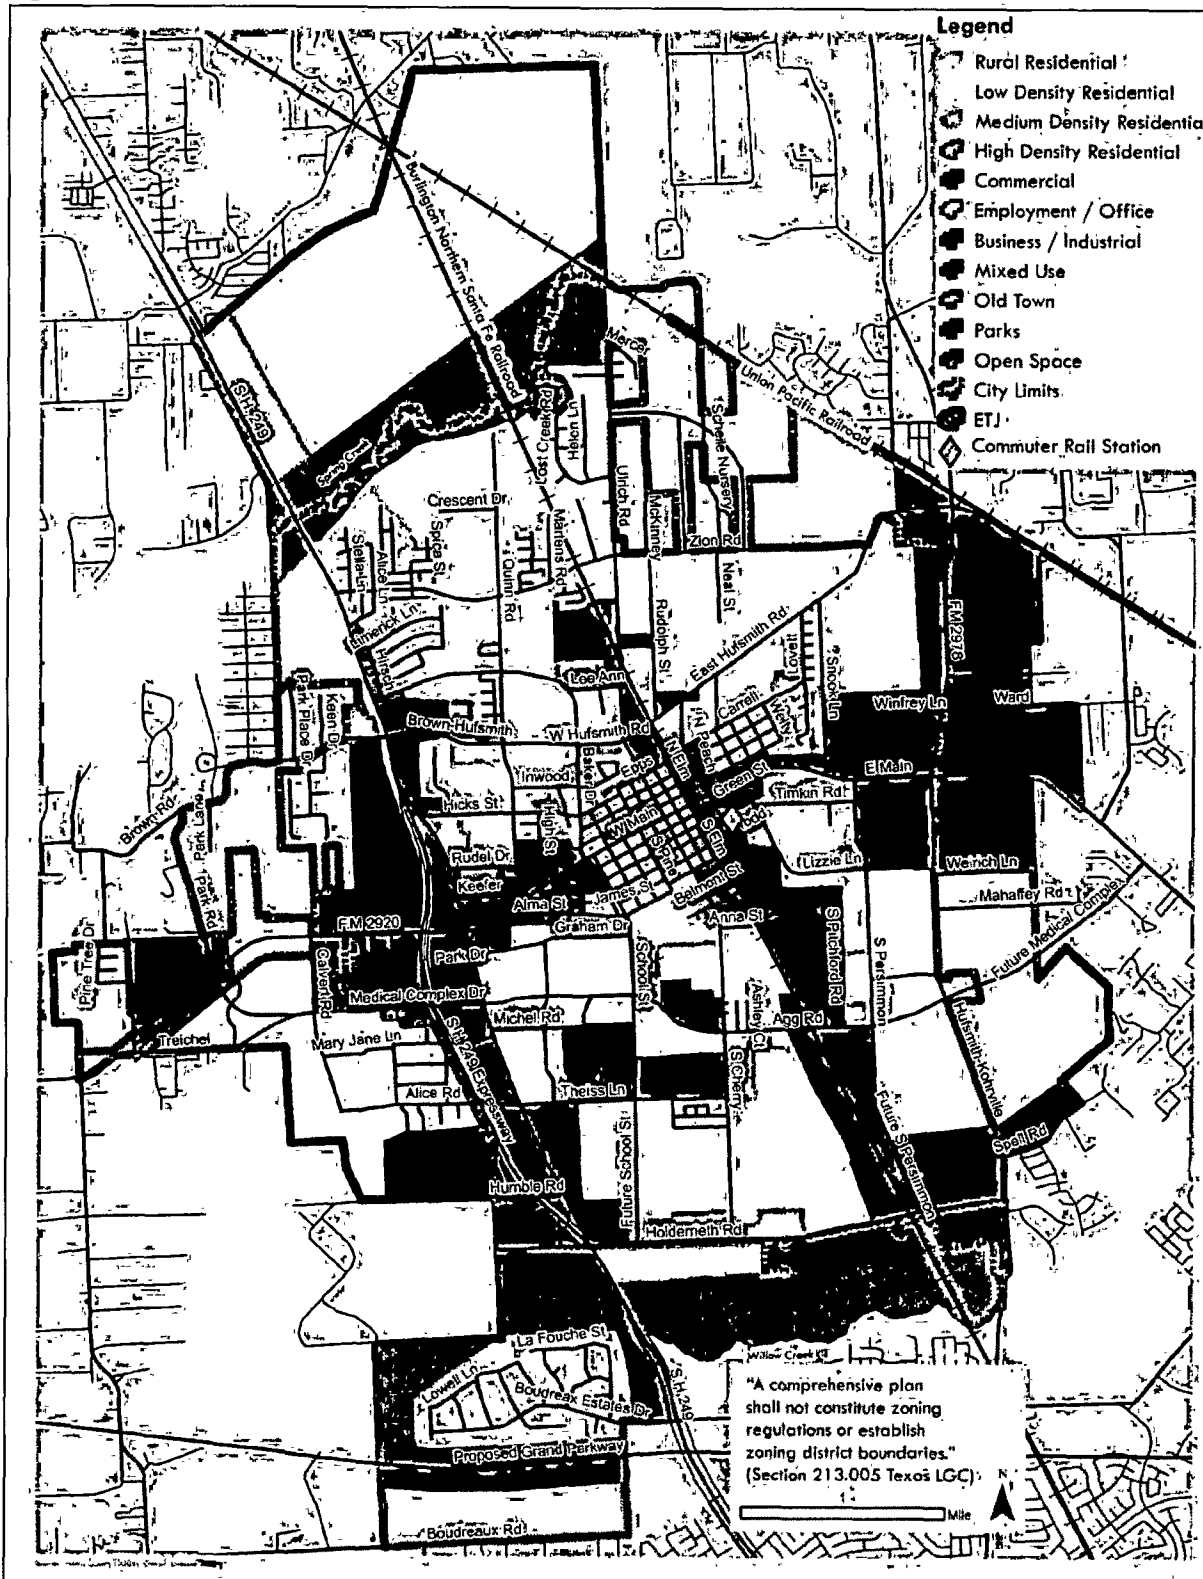 Legend
Rural Residential
Low Density Residential
Medium Density Residential
High Density Residential
Commercial
Employment / Office
Business / Industrial
Mixed Use
Old Town
Parks
Open Space
City Limits
ETJ
Commuter Rail Station
Burlington Northern Santa Fe Railroad
Union Pacific Railroad
S.H. 249
Spring Creek
Mercer
Lost Creek Rd
Helen Ln
Schelle Nursery
Ulrich Rd
McKinney
Zion Rd
Crescent Dr
Stella Ln
Alice Ln
Spica St
Quinn Rd
Martens Rd
Neal St
Rudolph St
East Hufsmith Rd
Lovett
Snook Ln
FM 2978
Limerick Ln
Hirsch
Lee Ann
Carrell
Welty
Winfrey Ln
Ward
Park Place Dr
Keen Dr
Brown-Hufsmith
W Hufsmith Rd
N Peach
N Elm
E Main
Inwood
Baker Dr
Epps
Green St
Timkin Rd
Hicks St
High St
W Main
S Pine
S Elm
Todd
Brown Rd
Park Lane
Park Rd
Rudel Dr
Keefer
Lizzie Ln
Weirich Ln
James St
Belmont St
Mahaffey Rd
Alma St
Anna St
F.M 2920
Graham Dr
Pine Tree Dr
Calvert Rd
Park Dr
School St
S Pitchford Rd
S Persimmon
Future Medical Complex
Medical Complex Dr
Michel Rd
Ashley Ct
Agg Rd
Treichel
Mary Jane Ln
S.H. 249 Expressway
Hufsmith-Kohrville
Alice Rd
Theiss Ln
S Cherry
Future S Persimmon
Spell Rd
Humble Rd
Future School St
Holderrieth Rd
La Fouche St
Lowell Ln
Boudreax Estates Dr
S.H. 249
Willow Creek
Proposed Grand Parkway
Boudreaux Rd
"A comprehensive plan
shall not constitute zoning
regulations or establish
zoning district boundaries."
(Section 213.005 Texas LGC)
N
1
Mile